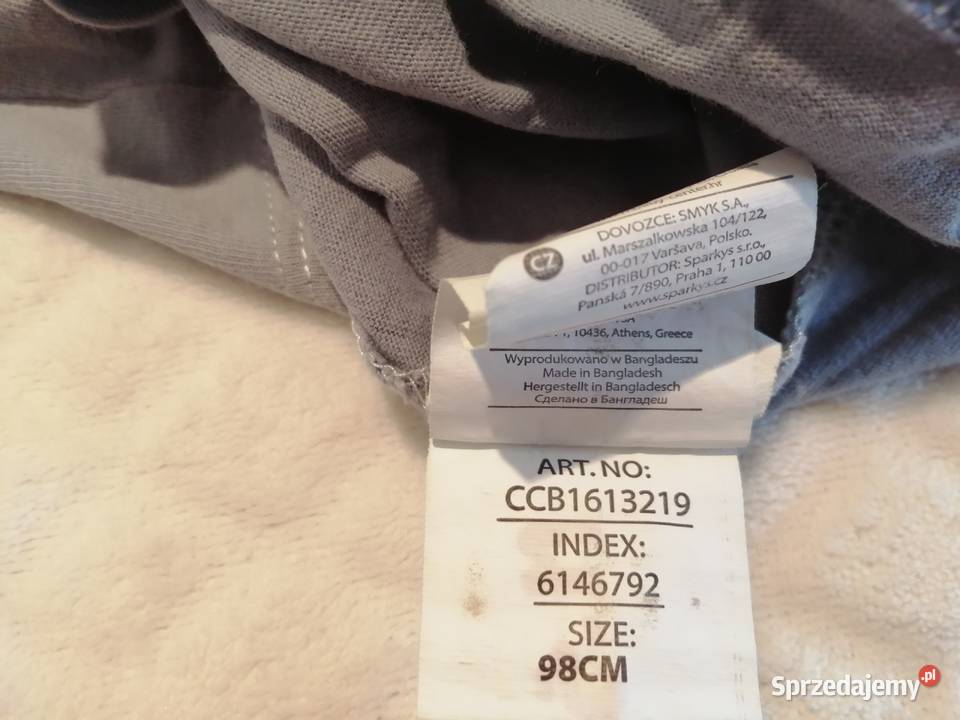 y-center.hr
CZ
DOVOZCE: SMYK S.A.,
ul. Marszalkowska 104/122,
00-017 Varšava, Polsko.
DISTRIBUTOR: Sparkys s.r.o.,
Panská 7/890, Praha 1, 110 00
www.sparkys.cz
10436, Athens, Greece
Wyprodukowano w Bangladeszu
Made in Bangladesh
Hergestellt in Bangladesch
Сделано в Бангладеш
ART. NO:
CCB1613219
INDEX:
6146792
SIZE:
98CM
Sprzedajemy.pl